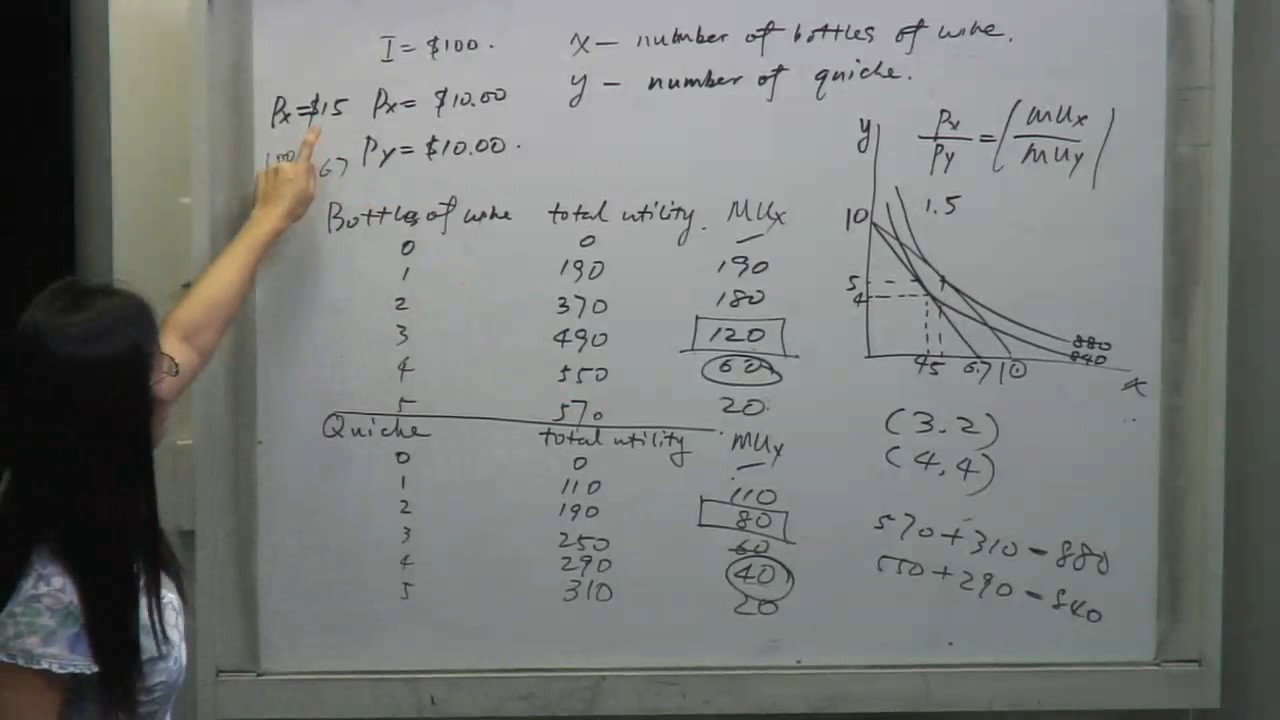 I = $100.
x – number of bottles of wine.
y – number of quiche.
Px = $15 Px = $10.00
Py = $10.00.
100 67
y
Px/Py = (MUx/MUy)
1.5
10
5
4
880
840
4 5 6.7 10
x
Bottles of wine total utility. MUx
0 0 –
1 190 190
2 370 180
3 490 120
4 550 60
5 570 20.
Quiche total utility MUy
0 0 –
1 110 110
2 190 80
3 250 60
4 290 40
5 310 20
(3.2)
(4,4)
570 + 310 – 880
550 + 290 – 840